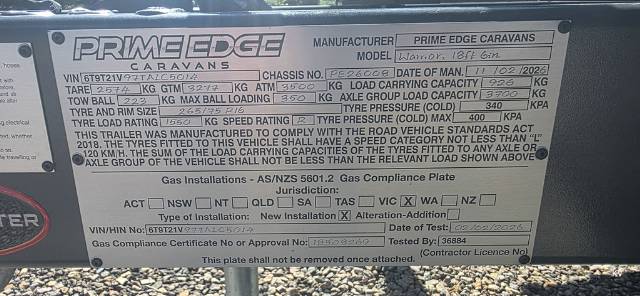 PRIME EDGE
CARAVANS
MANUFACTURER PRIME EDGE CARAVANS
MODEL Warrior 18ft 6in
VIN 6T9T21V97TALC5014 CHASSIS NO. PE26008 DATE OF MAN. 11/02/2026
TARE 2574 KG GTM 3277 KG ATM 3500 KG LOAD CARRYING CAPACITY 926 KG
TOW BALL 223 KG MAX BALL LOADING 350 KG AXLE GROUP LOAD CAPACITY 3700 KG
TYRE AND RIM SIZE 265/75 R16 TYRE PRESSURE (COLD) 340 KPA
TYRE LOAD RATING 1550 KG SPEED RATING R TYRE PRESSURE (COLD) MAX 400 KPA
THIS TRAILER WAS MANUFACTURED TO COMPLY WITH THE ROAD VEHICLE STANDARDS ACT
2018. THE TYRES FITTED TO THIS VEHICLE SHALL HAVE A SPEED CATEGORY NOT LESS THAN "L"
120 KM/H. THE SUM OF THE LOAD CARRYING CAPACITIES OF THE TYRES FITTED TO ANY AXLE OR
AXLE GROUP OF THE VEHICLE SHALL NOT BE LESS THAN THE RELEVANT LOAD SHOWN ABOVE
Gas Installations - AS/NZS 5601.2 Gas Compliance Plate
Jurisdiction:
ACT NSW NT QLD SA TAS VIC X WA NZ
Type of Installation: New Installation X Alteration-Addition
VIN/HIN No: 6T9T21V97TALC5014 Date of Test: 02/02/2026
Gas Compliance Certificate No or Approval No: Tested By: 36884
(Contractor Licence No)
This plate shall not be removed once attached.